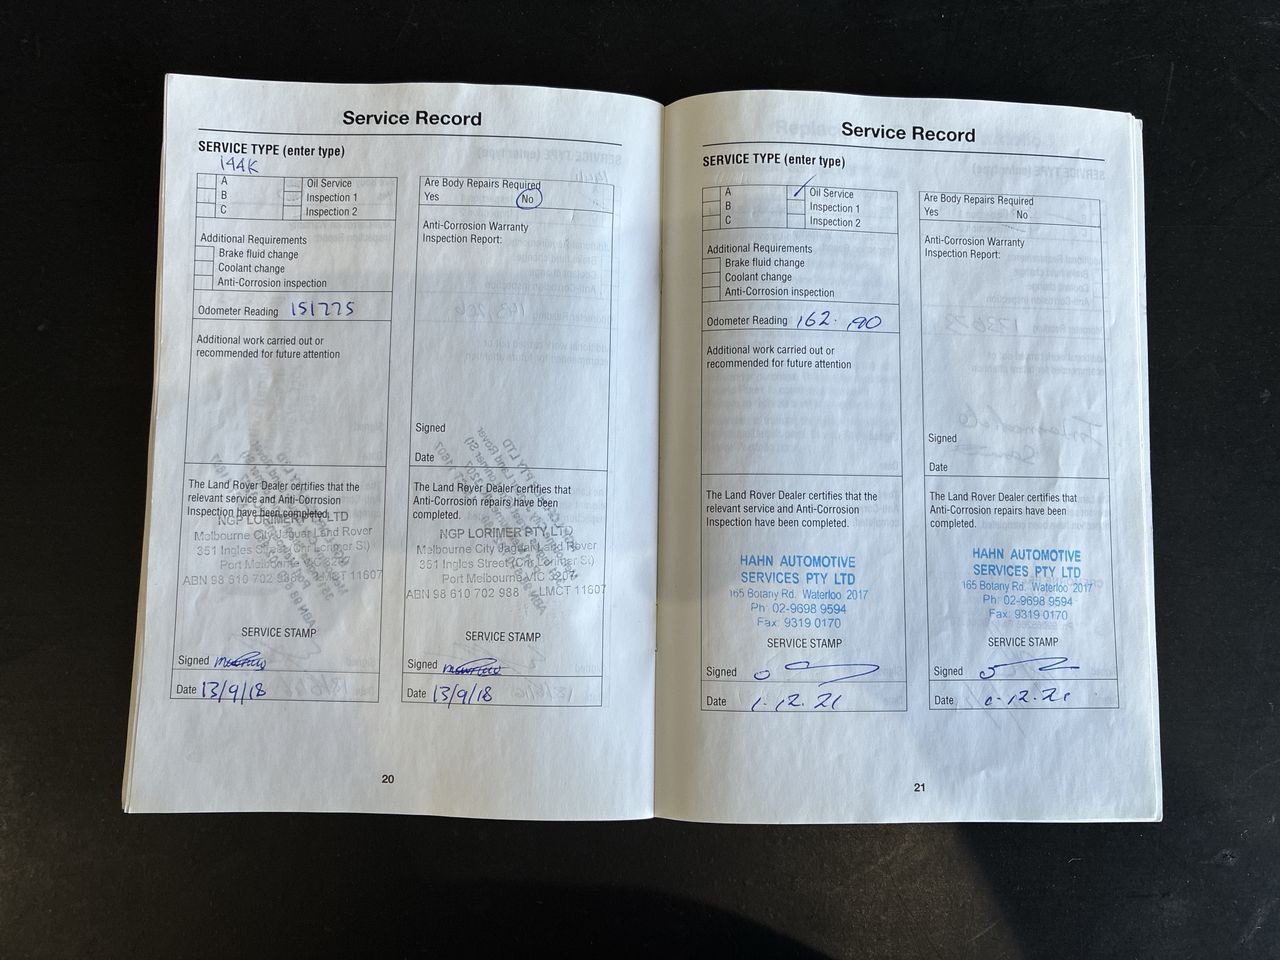 Service Record
SERVICE TYPE (enter type)
144K
A
B
C
Oil Service
Inspection 1
Inspection 2
Additional Requirements
Brake fluid change
Coolant change
Anti-Corrosion inspection
Odometer Reading 151775
Additional work carried out or
recommended for future attention
The Land Rover Dealer certifies that the
relevant service and Anti-Corrosion
Inspection have been completed.
NGP LORIMER PTY LTD
Melbourne City Jaguar Land Rover
351 Ingles Street (Cnr Lorimer St)
Port Melbourne VIC 3207
ABN 98 610 702 988 LMCT 11607
SERVICE STAMP
Signed
Date 13/9/18
Are Body Repairs Required
Yes No
Anti-Corrosion Warranty
Inspection Report:
Signed
Date
The Land Rover Dealer certifies that
Anti-Corrosion repairs have been
completed.
NGP LORIMER PTY LTD
Melbourne City Jaguar Land Rover
351 Ingles Street (Cnr Lorimer St)
Port Melbourne VIC 3207
ABN 98 610 702 988 LMCT 11607
SERVICE STAMP
Signed
Date 13/9/18
20
Service Record
SERVICE TYPE (enter type)
A
B
C
Oil Service
Inspection 1
Inspection 2
Additional Requirements
Brake fluid change
Coolant change
Anti-Corrosion inspection
Odometer Reading 162.190
Additional work carried out or
recommended for future attention
The Land Rover Dealer certifies that the
relevant service and Anti-Corrosion
Inspection have been completed.
HAHN AUTOMOTIVE
SERVICES PTY LTD
165 Botany Rd. Waterloo 2017
Ph: 02-9698 9594
Fax: 9319 0170
SERVICE STAMP
Signed
Date 1.12.21
Are Body Repairs Required
Yes No
Anti-Corrosion Warranty
Inspection Report:
Signed
Date
The Land Rover Dealer certifies that
Anti-Corrosion repairs have been
completed.
HAHN AUTOMOTIVE
SERVICES PTY LTD
165 Botany Rd. Waterloo 2017
Ph: 02-9698 9594
Fax: 9319 0170
SERVICE STAMP
Signed
Date 1.12.21
21